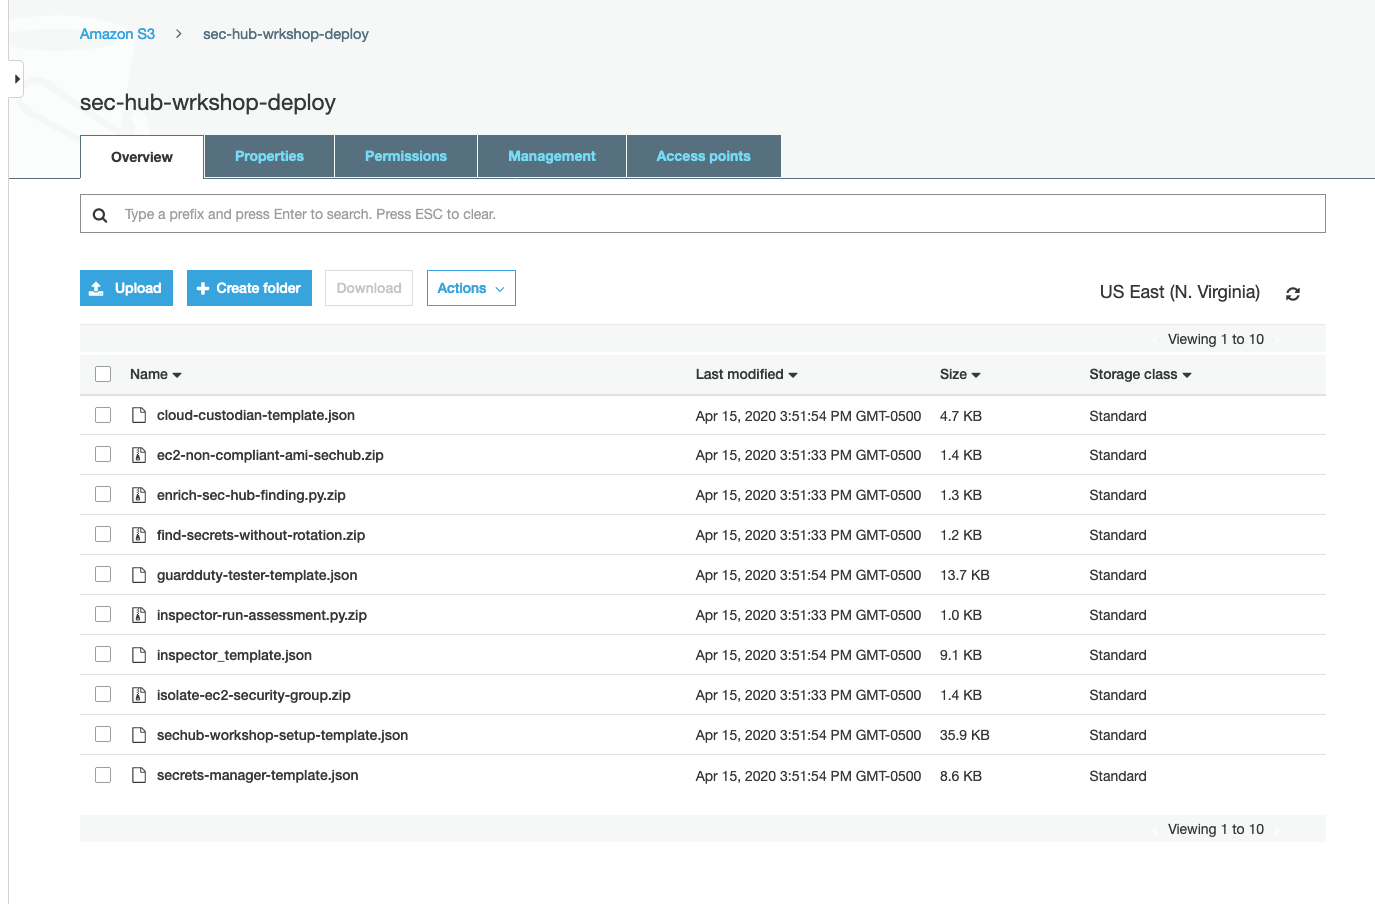 Amazon S3 > sec-hub-wrkshop-deploy
sec-hub-wrkshop-deploy
Overview Properties Permissions Management Access points
Type a prefix and press Enter to search. Press ESC to clear.
Upload + Create folder Download Actions
US East (N. Virginia)
Viewing 1 to 10
Name Last modified Size Storage class
cloud-custodian-template.json Apr 15, 2020 3:51:54 PM GMT-0500 4.7 KB Standard
ec2-non-compliant-ami-sechub.zip Apr 15, 2020 3:51:33 PM GMT-0500 1.4 KB Standard
enrich-sec-hub-finding.py.zip Apr 15, 2020 3:51:33 PM GMT-0500 1.3 KB Standard
find-secrets-without-rotation.zip Apr 15, 2020 3:51:33 PM GMT-0500 1.2 KB Standard
guardduty-tester-template.json Apr 15, 2020 3:51:54 PM GMT-0500 13.7 KB Standard
inspector-run-assessment.py.zip Apr 15, 2020 3:51:33 PM GMT-0500 1.0 KB Standard
inspector_template.json Apr 15, 2020 3:51:54 PM GMT-0500 9.1 KB Standard
isolate-ec2-security-group.zip Apr 15, 2020 3:51:33 PM GMT-0500 1.4 KB Standard
sechub-workshop-setup-template.json Apr 15, 2020 3:51:54 PM GMT-0500 35.9 KB Standard
secrets-manager-template.json Apr 15, 2020 3:51:54 PM GMT-0500 8.6 KB Standard
Viewing 1 to 10